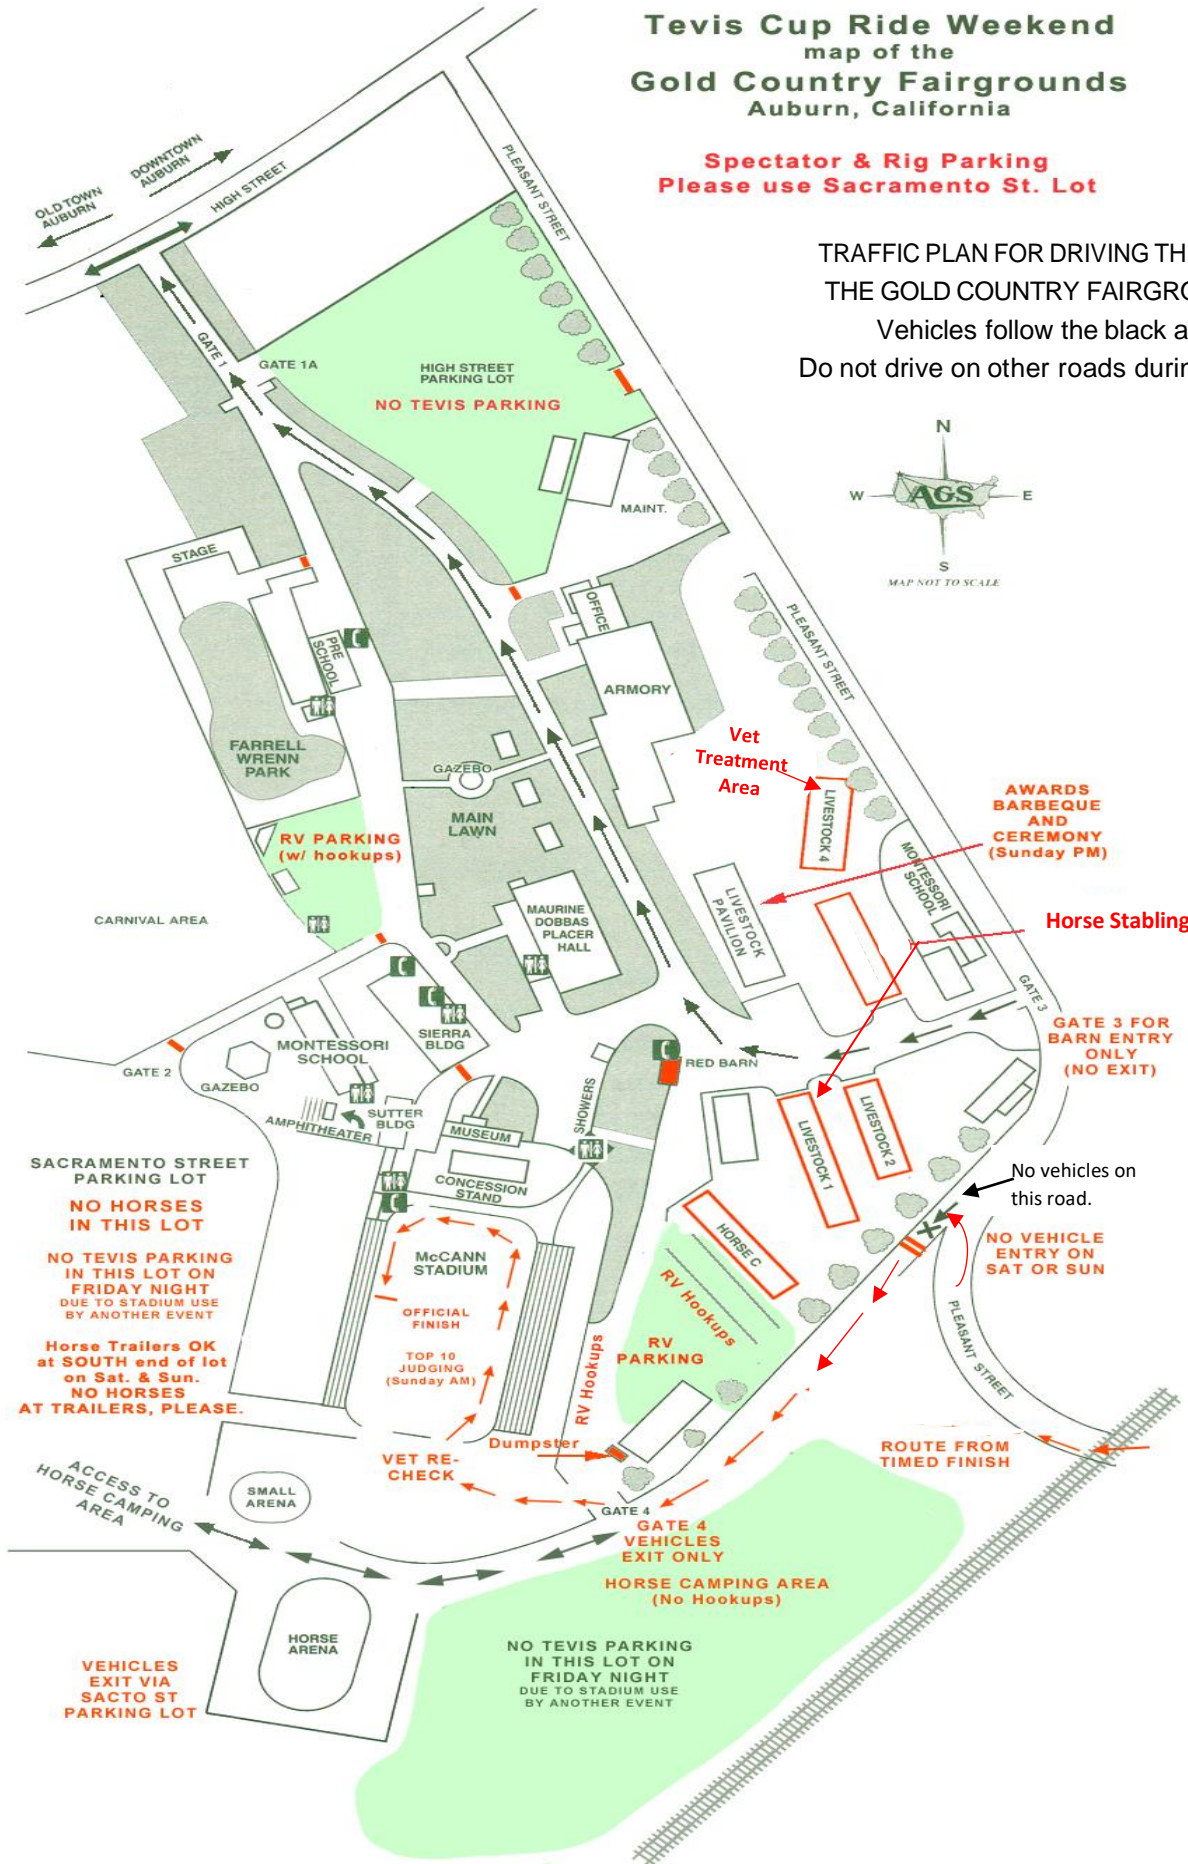 Tevis Cup Ride Weekend
map of the
Gold Country Fairgrounds
Auburn, California
Spectator & Rig Parking
Please use Sacramento St. Lot
TRAFFIC PLAN FOR DRIVING TH
THE GOLD COUNTRY FAIRGRO
Vehicles follow the black a
Do not drive on other roads durin
N
W
AGS
E
S
MAP NOT TO SCALE
OLD TOWN
AUBURN
DOWNTOWN
AUBURN
HIGH STREET
PLEASANT STREET
GATE 1
GATE 1A
HIGH STREET
PARKING LOT
NO TEVIS PARKING
MAINT.
STAGE
OFFICE
PRE
SCHOOL
ARMORY
PLEASANT STREET
FARRELL
WRENN
PARK
GAZEBO
MAIN
LAWN
Vet
Treatment
Area
LIVESTOCK 4
AWARDS
BARBEQUE
AND
CEREMONY
(Sunday PM)
RV PARKING
(w/ hookups)
MONTESSORI
SCHOOL
LIVESTOCK
PAVILION
CARNIVAL AREA
MAURINE
DOBBAS
PLACER
HALL
Horse Stabling
GATE 3
SIERRA
BLDG
GATE 3 FOR
BARN ENTRY
ONLY
(NO EXIT)
MONTESSORI
SCHOOL
GATE 2
GAZEBO
RED BARN
SHOWERS
AMPHITHEATER
SUTTER
BLDG
MUSEUM
LIVESTOCK 1
LIVESTOCK 2
CONCESSION
STAND
SACRAMENTO STREET
PARKING LOT
NO HORSES
IN THIS LOT
No vehicles on
this road.
NO TEVIS PARKING
IN THIS LOT ON
FRIDAY NIGHT
DUE TO STADIUM USE
BY ANOTHER EVENT
McCANN
STADIUM
HORSE C
NO VEHICLE
ENTRY ON
SAT OR SUN
RV Hookups
OFFICIAL
FINISH
Horse Trailers OK
at SOUTH end of lot
on Sat. & Sun.
NO HORSES
AT TRAILERS, PLEASE.
TOP 10
JUDGING
(Sunday AM)
RV
PARKING
RV Hookups
PLEASANT STREET
Dumpster
VET RE-
CHECK
ROUTE FROM
TIMED FINISH
ACCESS TO
HORSE CAMPING
AREA
SMALL
ARENA
GATE 4
GATE 4
VEHICLES
EXIT ONLY
HORSE CAMPING AREA
(No Hookups)
HORSE
ARENA
NO TEVIS PARKING
IN THIS LOT ON
FRIDAY NIGHT
DUE TO STADIUM USE
BY ANOTHER EVENT
VEHICLES
EXIT VIA
SACTO ST
PARKING LOT